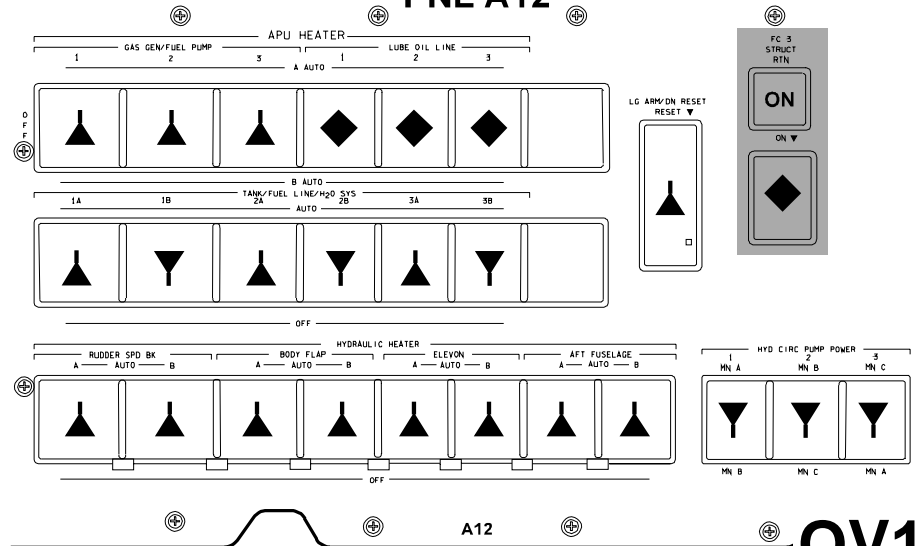 PNL A12
APU HEATER
GAS GEN/FUEL PUMP LUBE OIL LINE
1 2 3 1 2 3
A AUTO
OFF
B AUTO
TANK/FUEL LINE/H2O SYS
1A 1B 2A 2B 3A 3B
AUTO
OFF
LG ARM/DN RESET
RESET ▼
FC 3
STRUCT
RTN
ON
ON ▼
HYDRAULIC HEATER
RUDDER SPD BK BODY FLAP ELEVON AFT FUSELAGE
A AUTO B A AUTO B A AUTO B A AUTO B
OFF
HYD CIRC PUMP POWER
1 2 3
MN A MN B MN C
MN B MN C MN A
A12
OV1